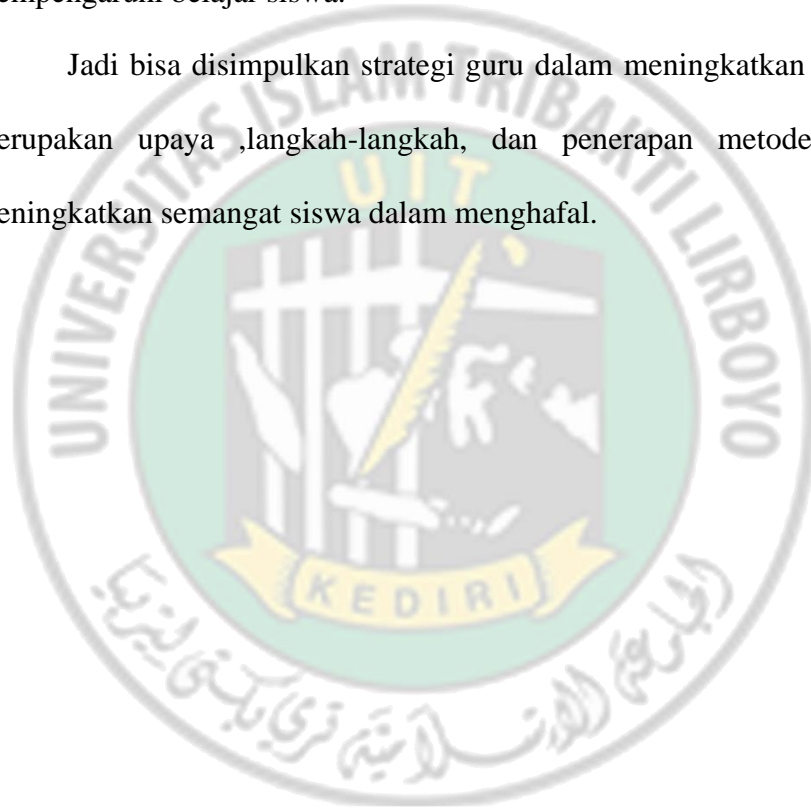 empengaruhi belajar siswa.
Jadi bisa disimpulkan strategi guru dalam meningkatkan
erupakan upaya ,langkah-langkah, dan penerapan metode
eningkatkan semangat siswa dalam menghafal.
UNIVERSITAS ISLAM TRIBAKTI LIRBOYO
UIT
KEDIRI